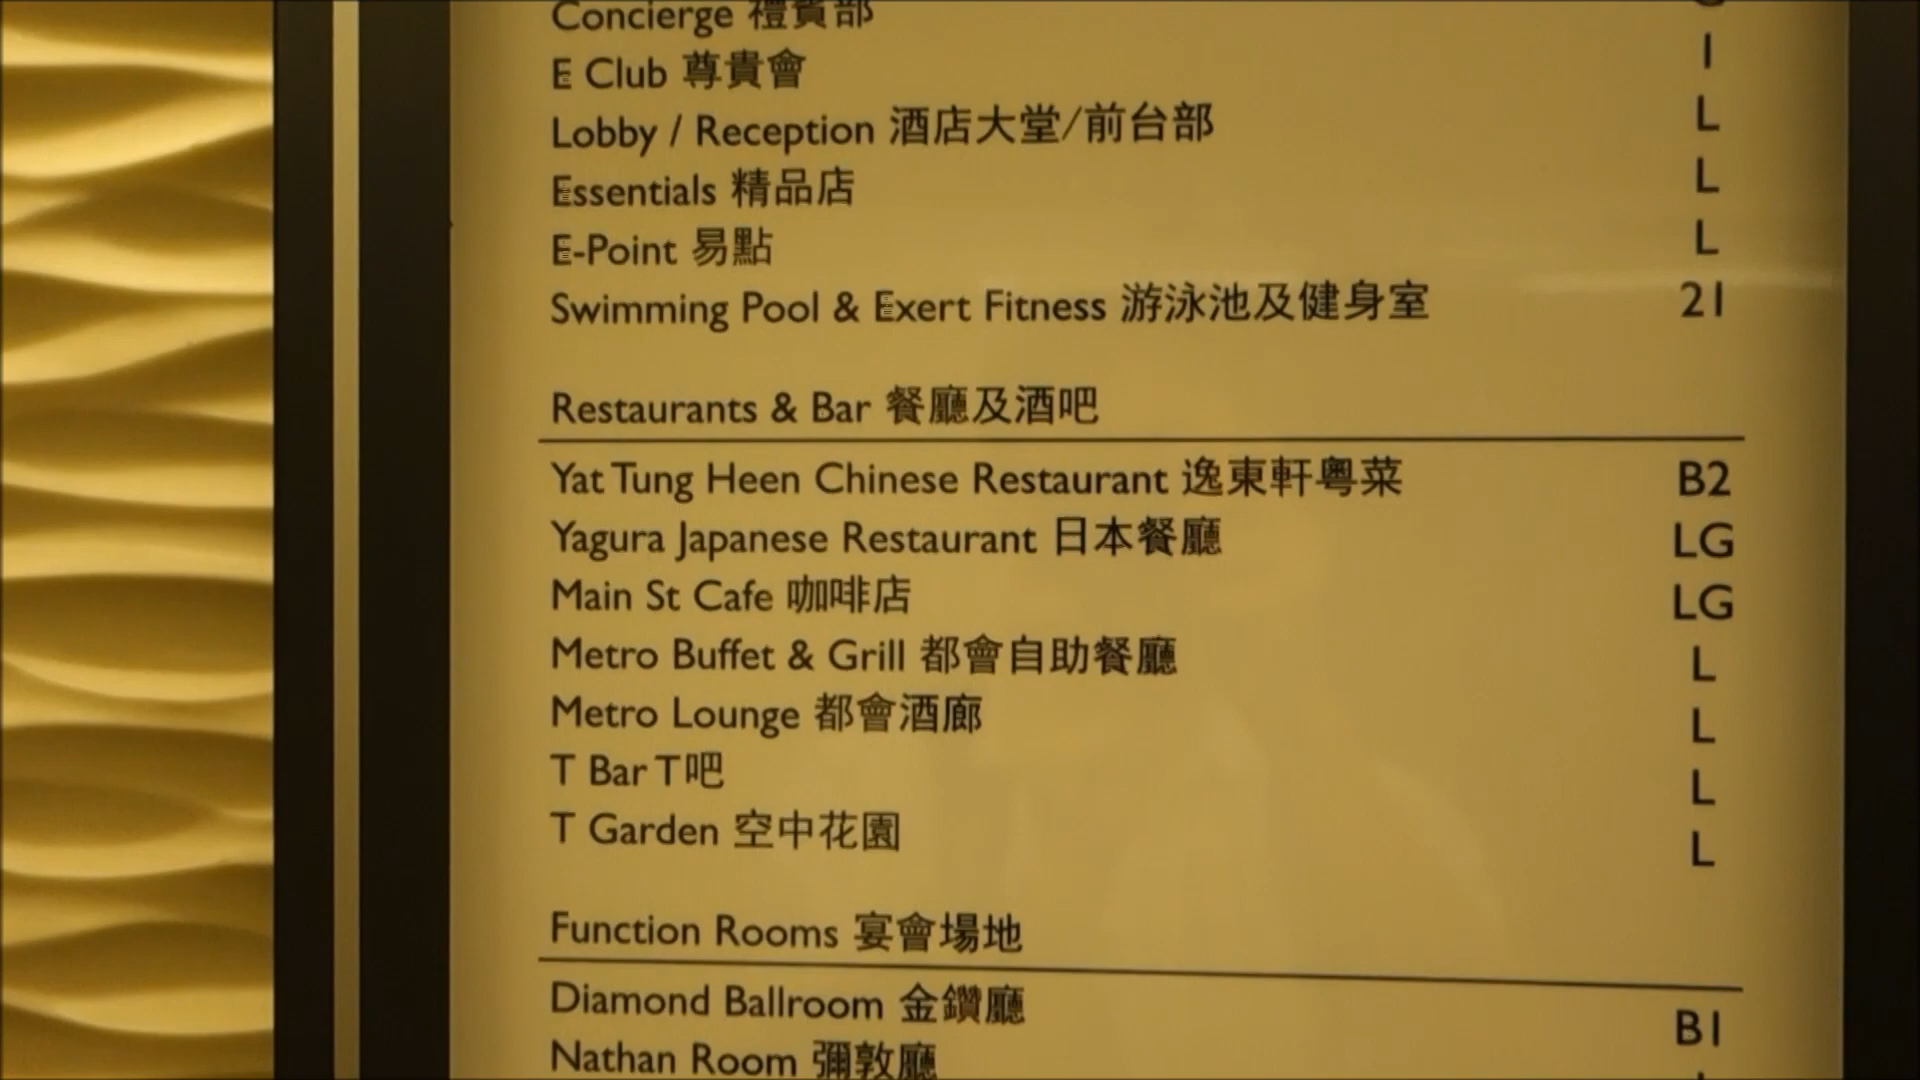 Concierge 禮賓部
E Club 尊貴會 1
Lobby / Reception 酒店大堂/前台部 L
Essentials 精品店 L
E-Point 易點 L
Swimming Pool & Exert Fitness 游泳池及健身室 21
Restaurants & Bar 餐廳及酒吧
Yat Tung Heen Chinese Restaurant 逸東軒粵菜 B2
Yagura Japanese Restaurant 日本餐廳 LG
Main St Cafe 咖啡店 LG
Metro Buffet & Grill 都會自助餐廳 L
Metro Lounge 都會酒廊 L
T Bar T吧 L
T Garden 空中花園 L
Function Rooms 宴會場地
Diamond Ballroom 金鑽廳 B1
Nathan Room 彌敦廳